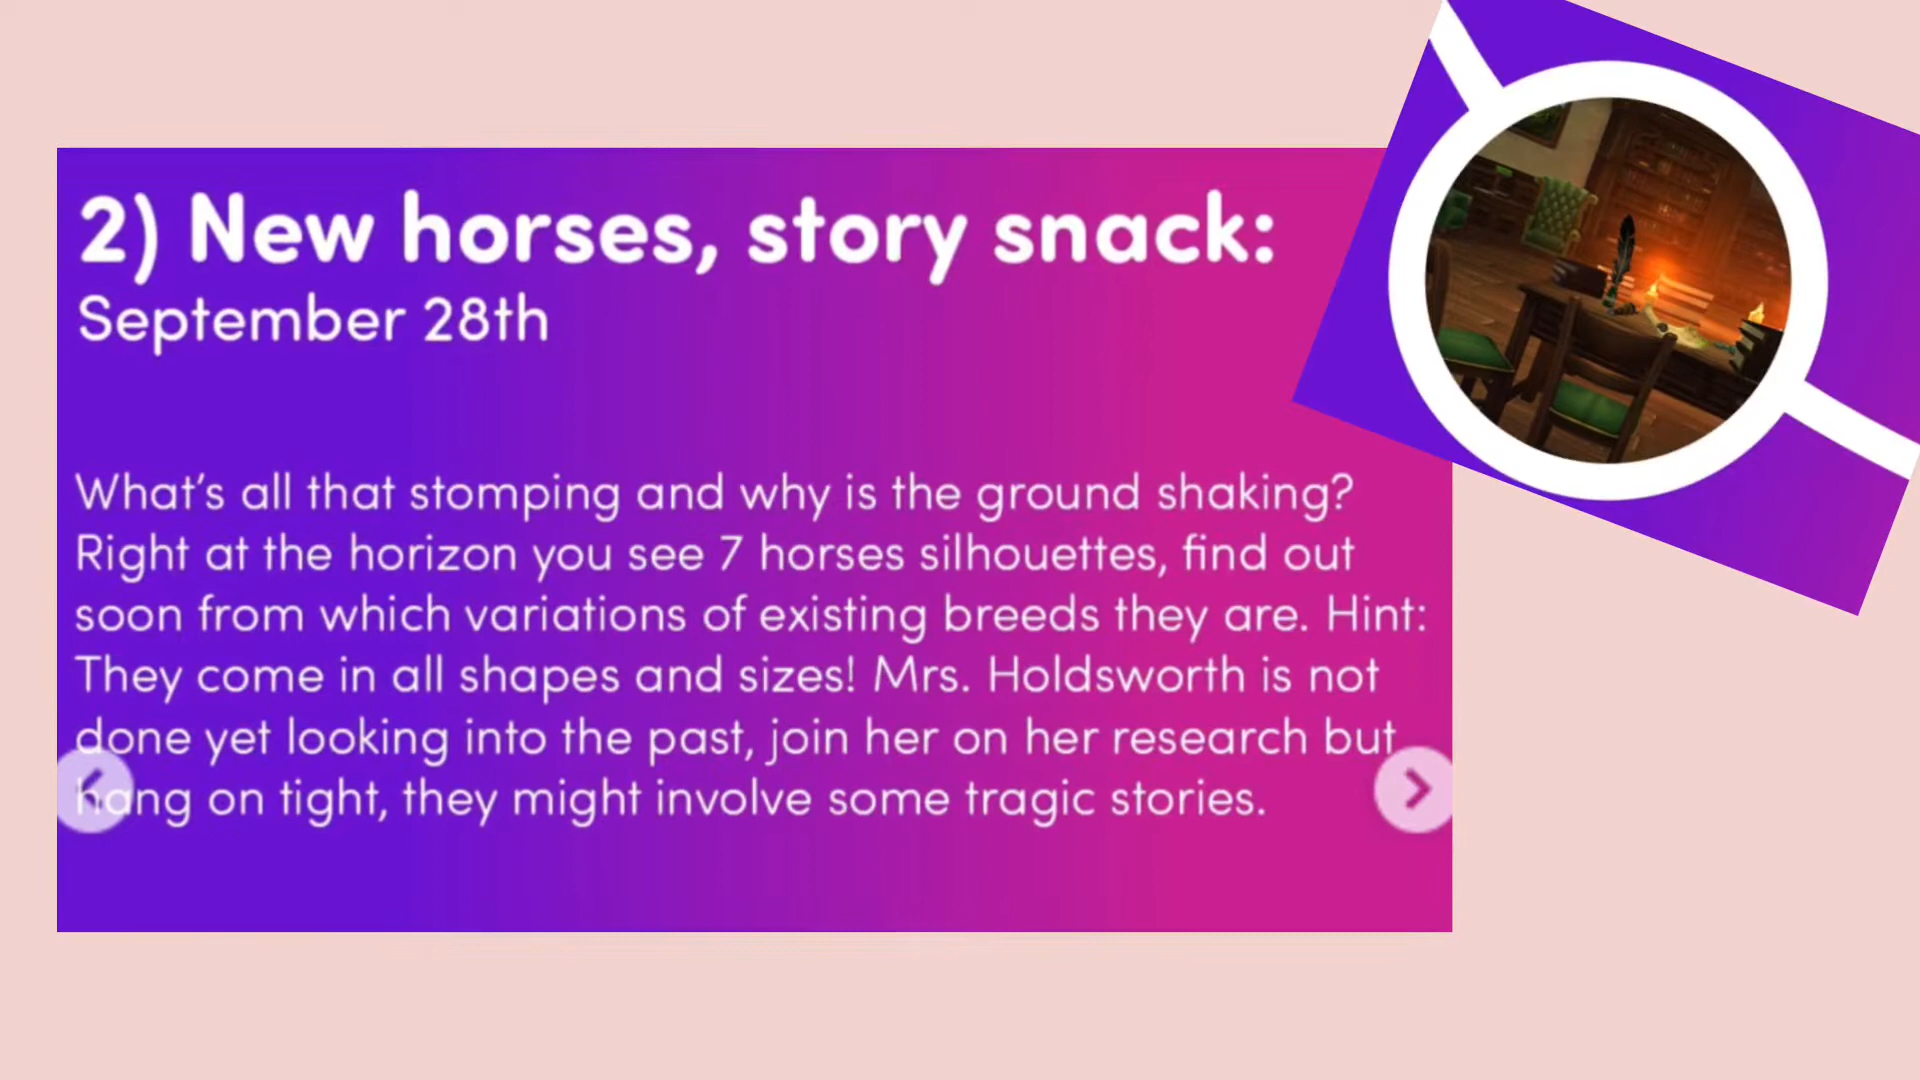 2) New horses, story snack:
September 28th
What's all that stomping and why is the ground shaking?
Right at the horizon you see 7 horses silhouettes, find out
soon from which variations of existing breeds they are. Hint:
They come in all shapes and sizes! Mrs. Holdsworth is not
done yet looking into the past, join her on her research but
hang on tight, they might involve some tragic stories.